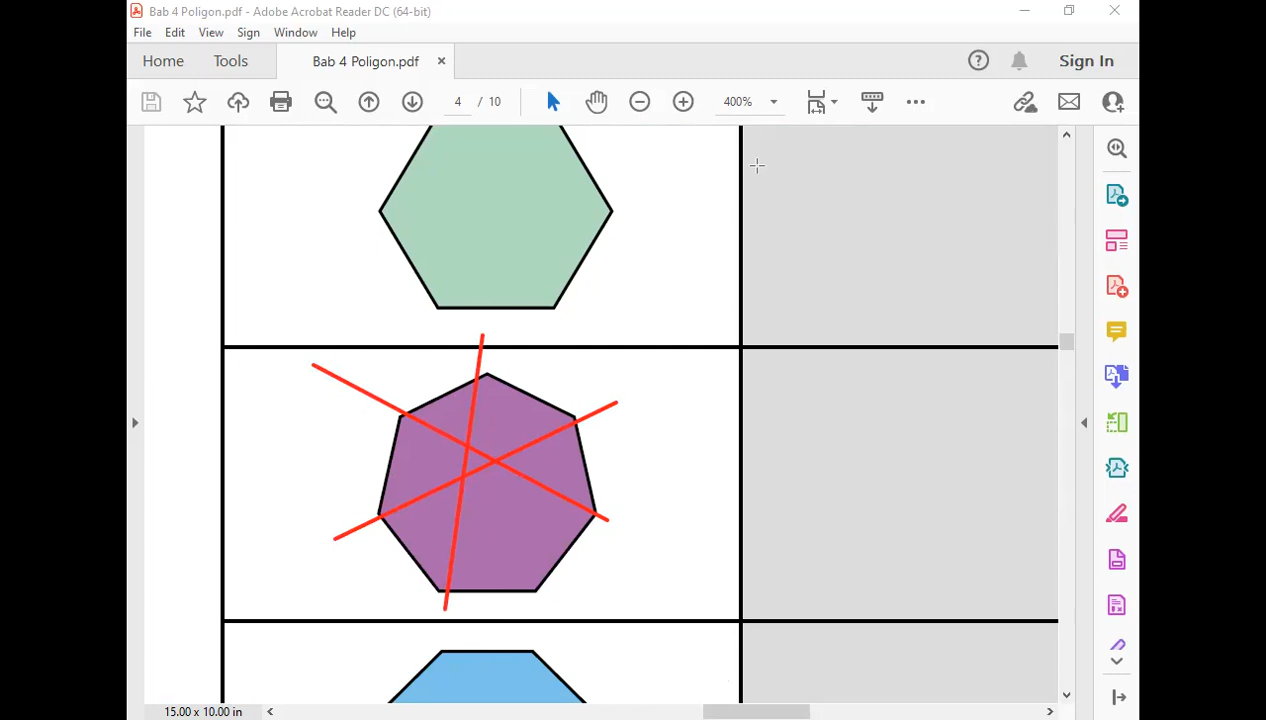 Bab 4 Poligon.pdf - Adobe Acrobat Reader DC (64-bit)
File Edit View Sign Window Help
Home Tools Bab 4 Poligon.pdf × Sign In
4 / 10 400%
15.00 x 10.00 in